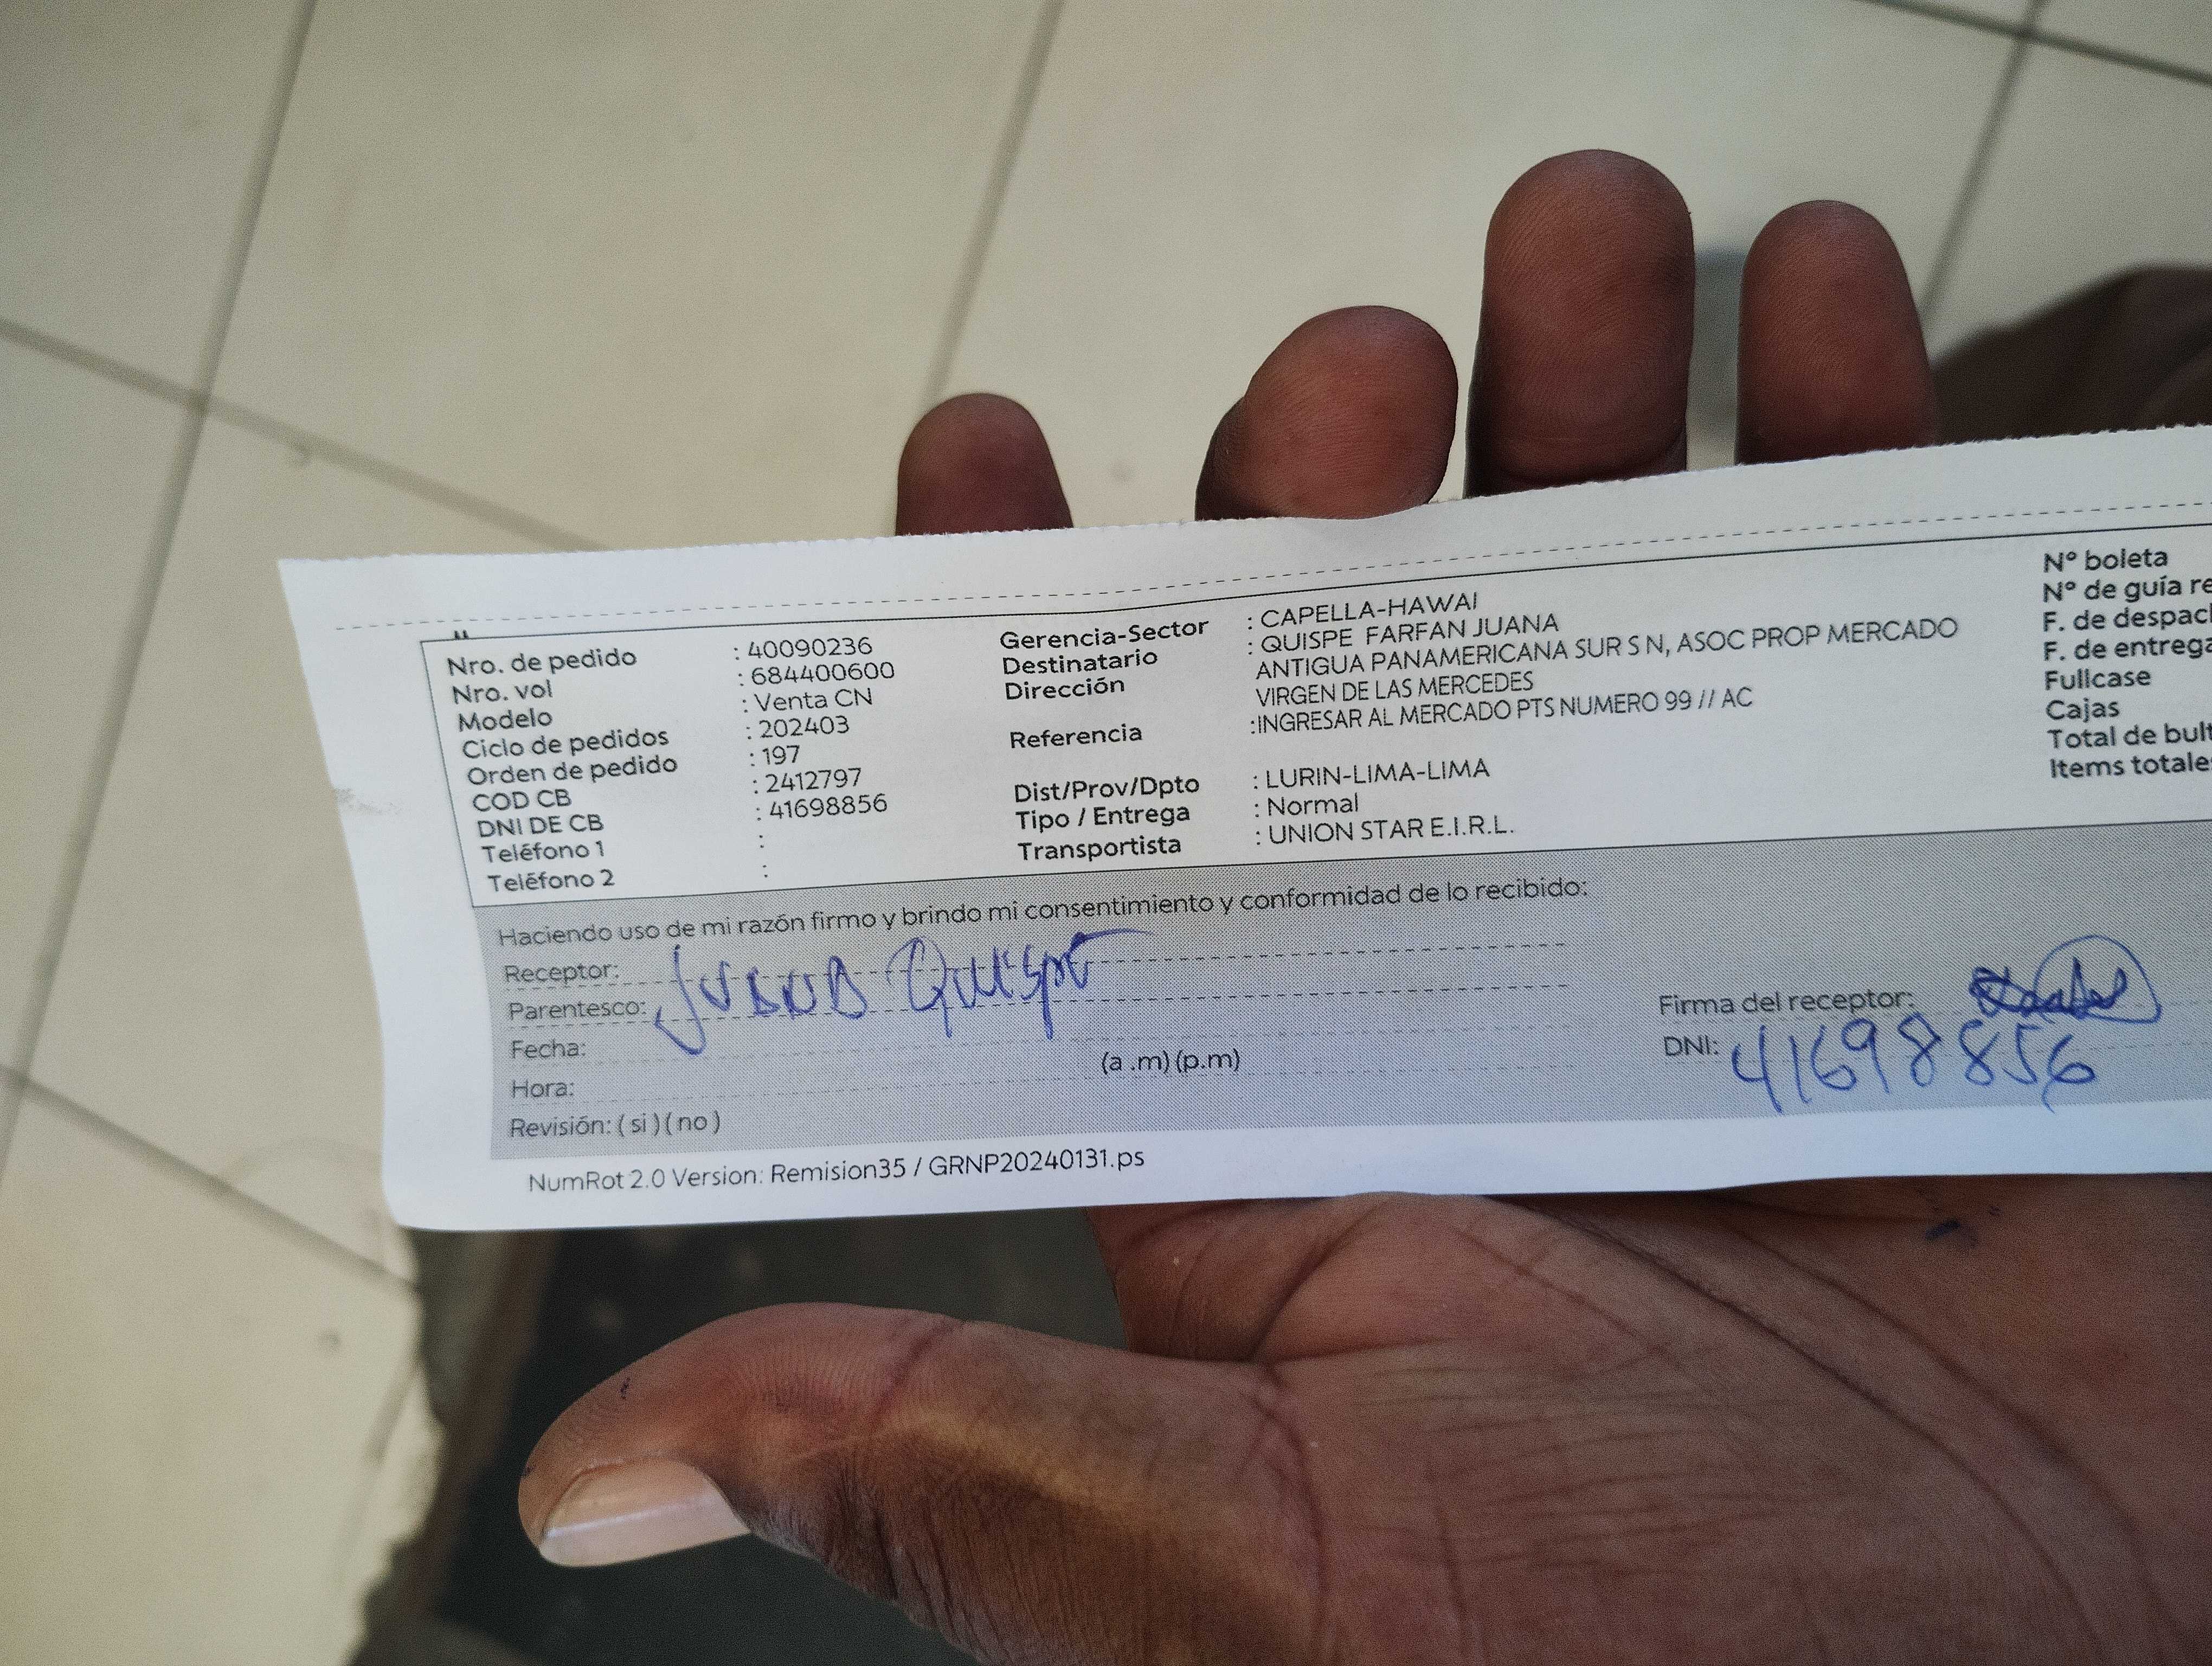 Nro. de pedido : 40090236
Nro. vol : 684400600
Modelo : Venta CN
Ciclo de pedidos : 202403
Orden de pedido : 197
COD CB : 2412797
DNI DE CB : 41698856
Teléfono 1 :
Teléfono 2 :
Gerencia-Sector : CAPELLA-HAWAI
Destinatario : QUISPE FARFAN JUANA
Dirección ANTIGUA PANAMERICANA SUR S N, ASOC PROP MERCADO
VIRGEN DE LAS MERCEDES
Referencia :INGRESAR AL MERCADO PTS NUMERO 99 // AC
Dist/Prov/Dpto : LURIN-LIMA-LIMA
Tipo / Entrega : Normal
Transportista : UNION STAR E.I.R.L.
N° boleta
N° de guía re
F. de despach
F. de entrega
Fullcase
Cajas
Total de bult
Items totales
Haciendo uso de mi razón firmo y brindo mi consentimiento y conformidad de lo recibido:
Receptor: Juana Quispe
Parentesco:
Fecha:
Hora: (a .m) (p.m)
Revisión: ( si ) ( no )
Firma del receptor:
DNI: 41698856
NumRot 2.0 Version: Remision35 / GRNP20240131.ps